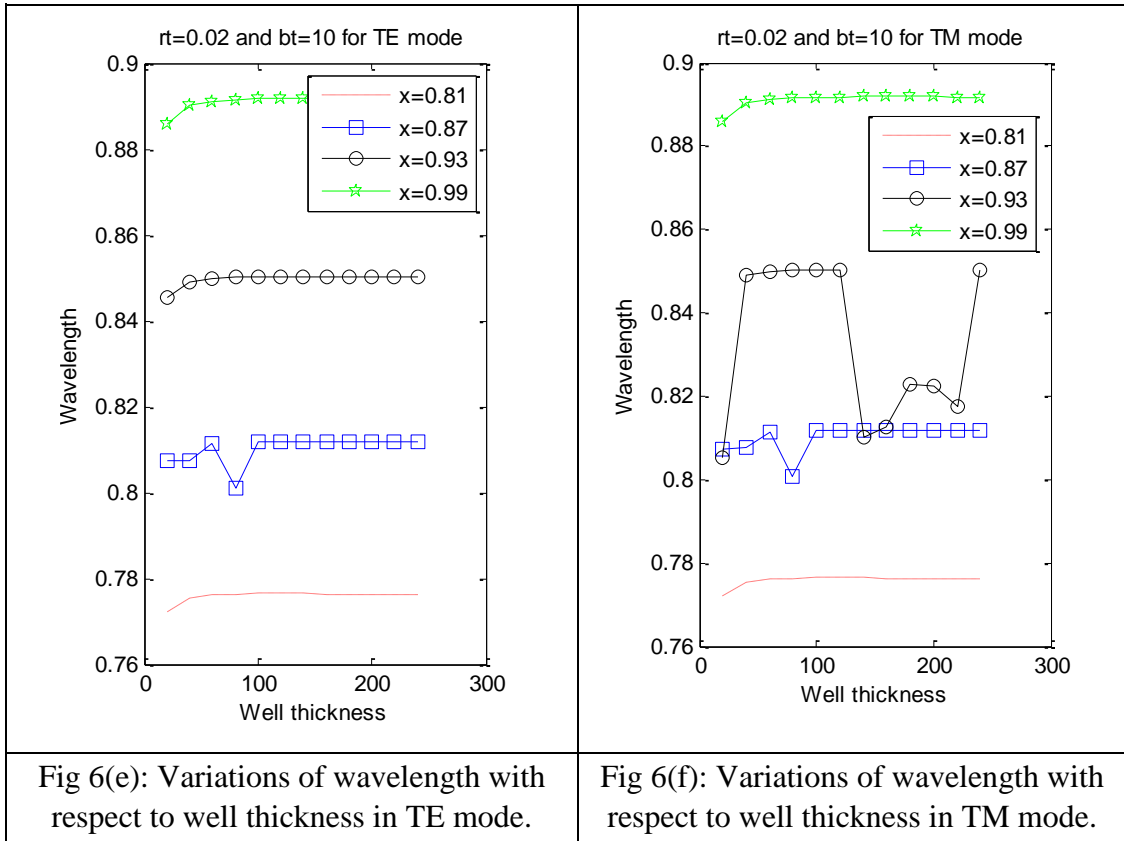 rt=0.02 and bt=10 for TE mode
0.9
0.88
0.86
0.84
0.82
0.8
0.78
0.76
Wavelength
x=0.81
x=0.87
x=0.93
x=0.99
0
100
200
300
Well thickness
Fig 6(e): Variations of wavelength with
respect to well thickness in TE mode.
rt=0.02 and bt=10 for TM mode
0.9
0.88
0.86
0.84
0.82
0.8
0.78
0.76
Wavelength
x=0.81
x=0.87
x=0.93
x=0.99
0
100
200
300
Well thickness
Fig 6(f): Variations of wavelength with
respect to well thickness in TM mode.